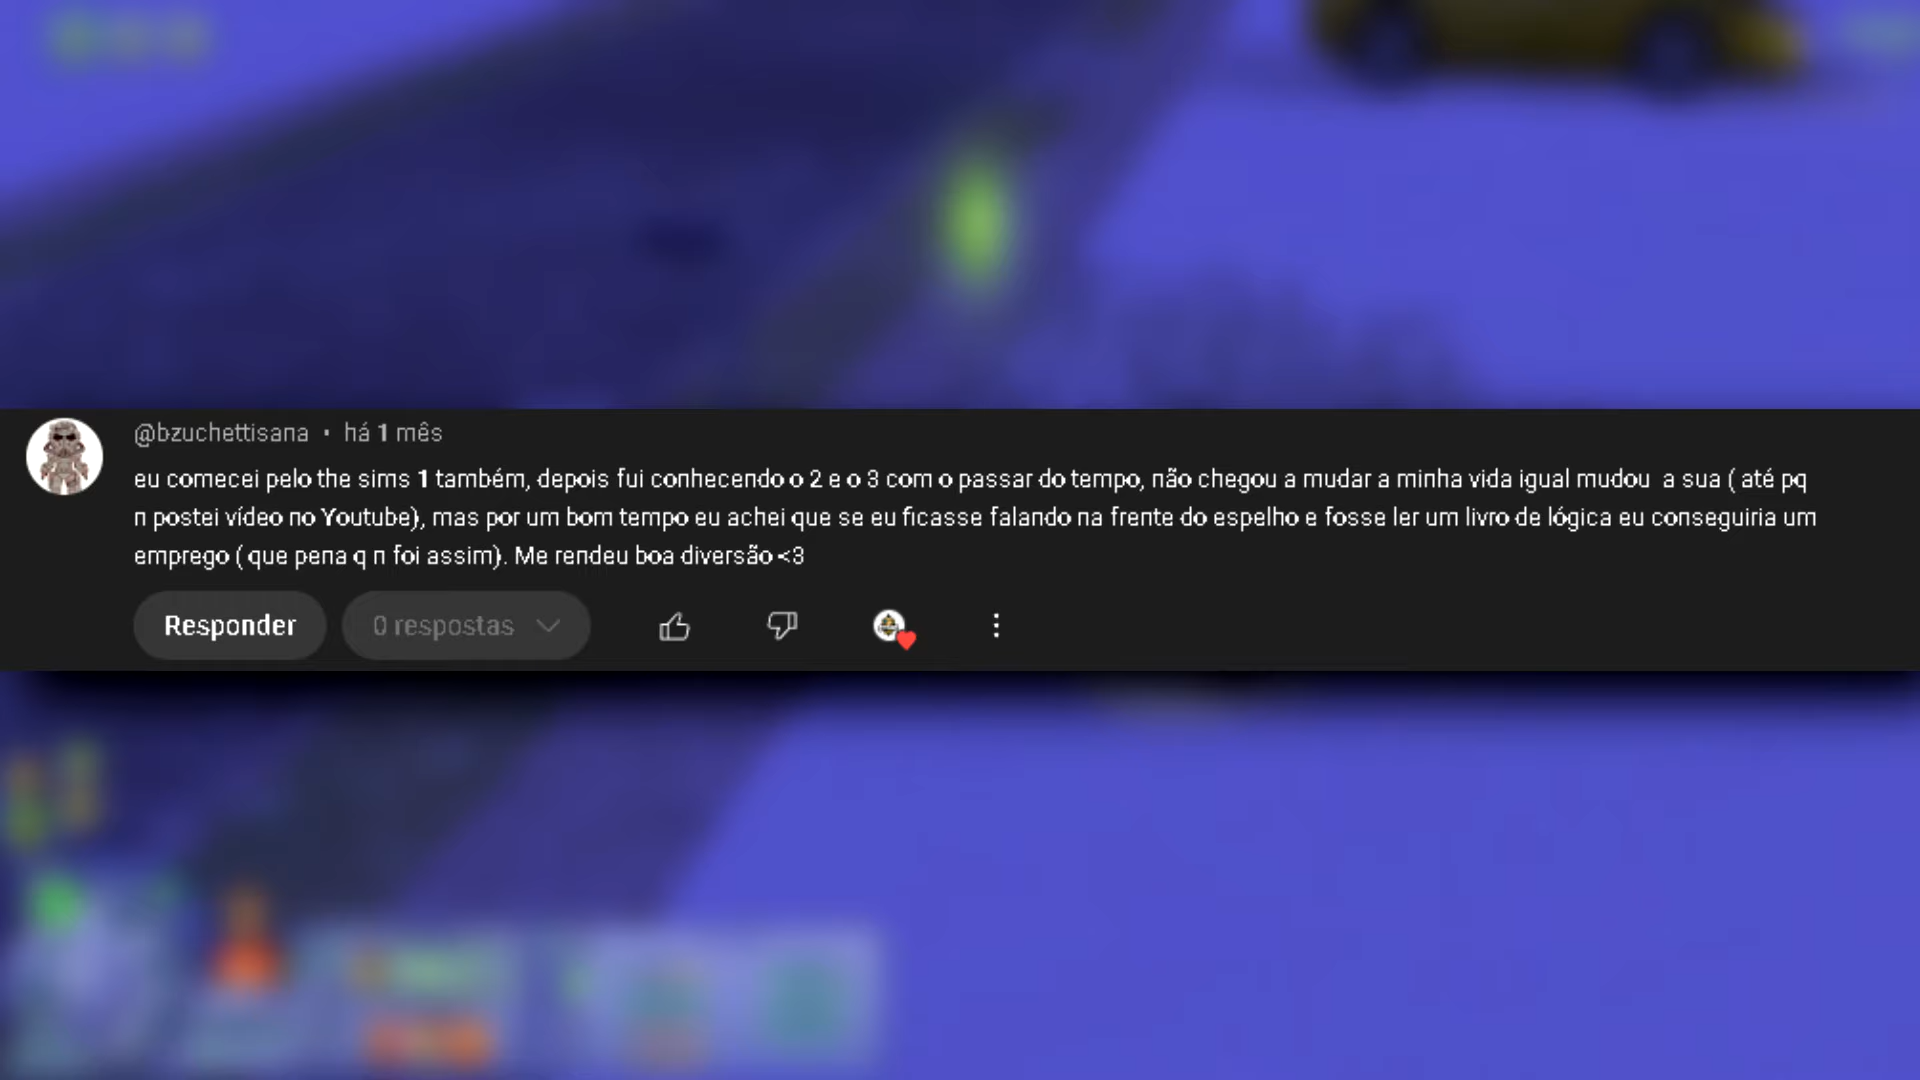 @bzuchettisana • há 1 mês
eu comecei pelo the sims 1 também, depois fui conhecendo o 2 e o 3 com o passar do tempo, não chegou a mudar a minha vida igual mudou  a sua ( até pq
n postei vídeo no Youtube), mas por um bom tempo eu achei que se eu ficasse falando na frente do espelho e fosse ler um livro de lógica eu conseguiria um
emprego ( que pena q n foi assim). Me rendeu boa diversão <3
Responder 0 respostas